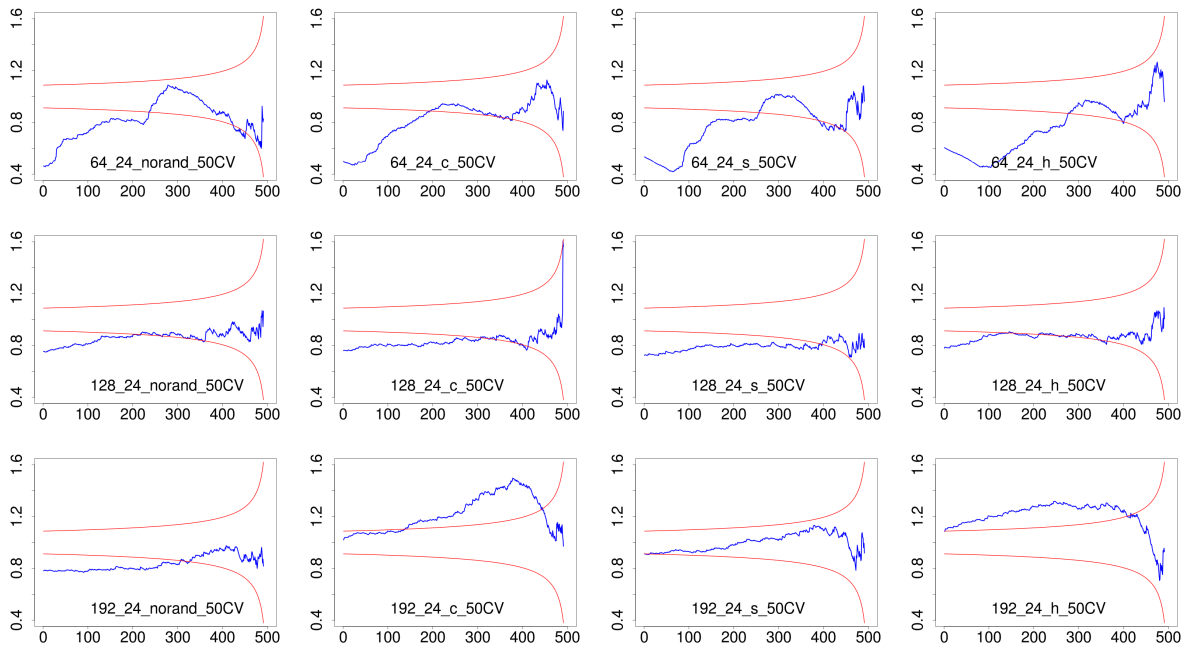 0.4 0.8 1.2 1.6
64_24_norand_50CV
0 100 200 300 400 500
0.4 0.8 1.2 1.6
64_24_c_50CV
0 100 200 300 400 500
0.4 0.8 1.2 1.6
64_24_s_50CV
0 100 200 300 400 500
0.4 0.8 1.2 1.6
64_24_h_50CV
0 100 200 300 400 500
0.4 0.8 1.2 1.6
128_24_norand_50CV
0 100 200 300 400 500
0.4 0.8 1.2 1.6
128_24_c_50CV
0 100 200 300 400 500
0.4 0.8 1.2 1.6
128_24_s_50CV
0 100 200 300 400 500
0.4 0.8 1.2 1.6
128_24_h_50CV
0 100 200 300 400 500
0.4 0.8 1.2 1.6
192_24_norand_50CV
0 100 200 300 400 500
0.4 0.8 1.2 1.6
192_24_c_50CV
0 100 200 300 400 500
0.4 0.8 1.2 1.6
192_24_s_50CV
0 100 200 300 400 500
0.4 0.8 1.2 1.6
192_24_h_50CV
0 100 200 300 400 500